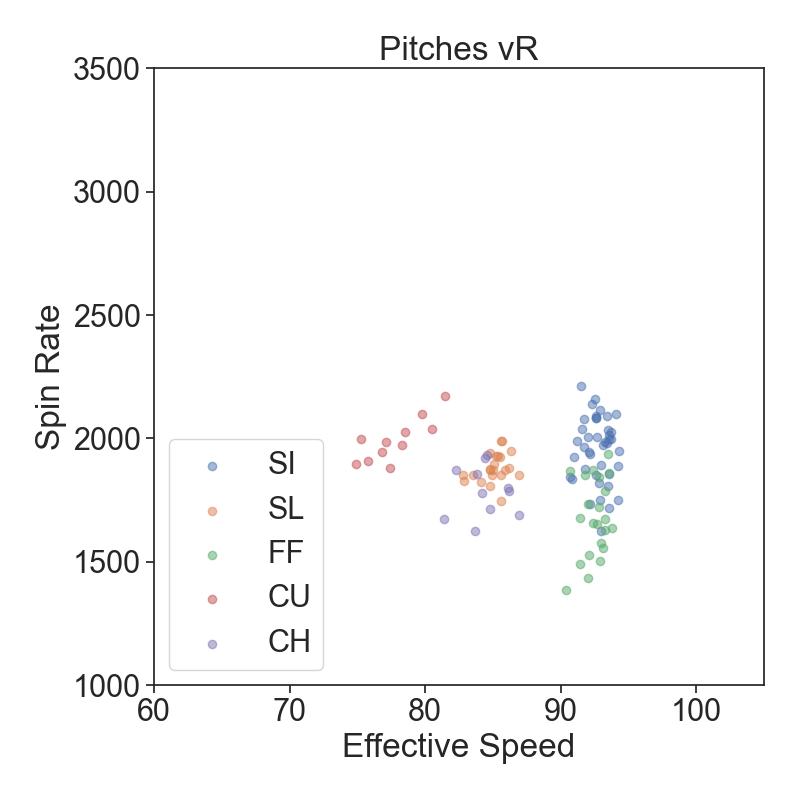 Pitches vR
3500
3000
2500
2000
1500
1000
Spin Rate
SI
SL
FF
CU
CH
60 70 80 90 100
Effective Speed